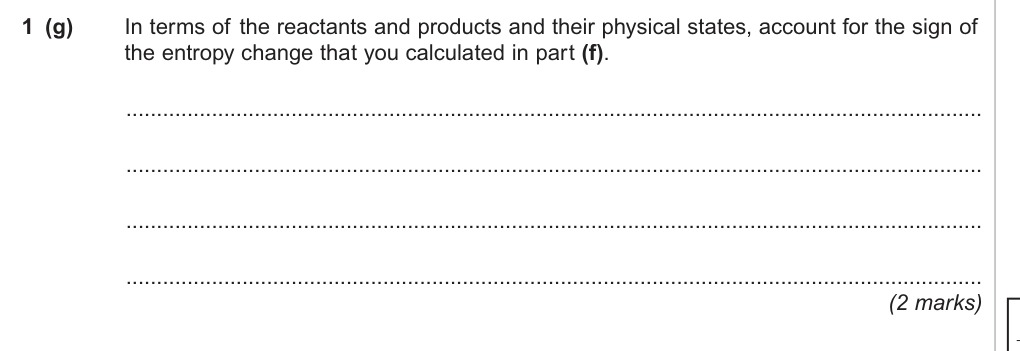 1 (g) In terms of the reactants and products and their physical states, account for the sign of
the entropy change that you calculated in part (f).
(2 marks)